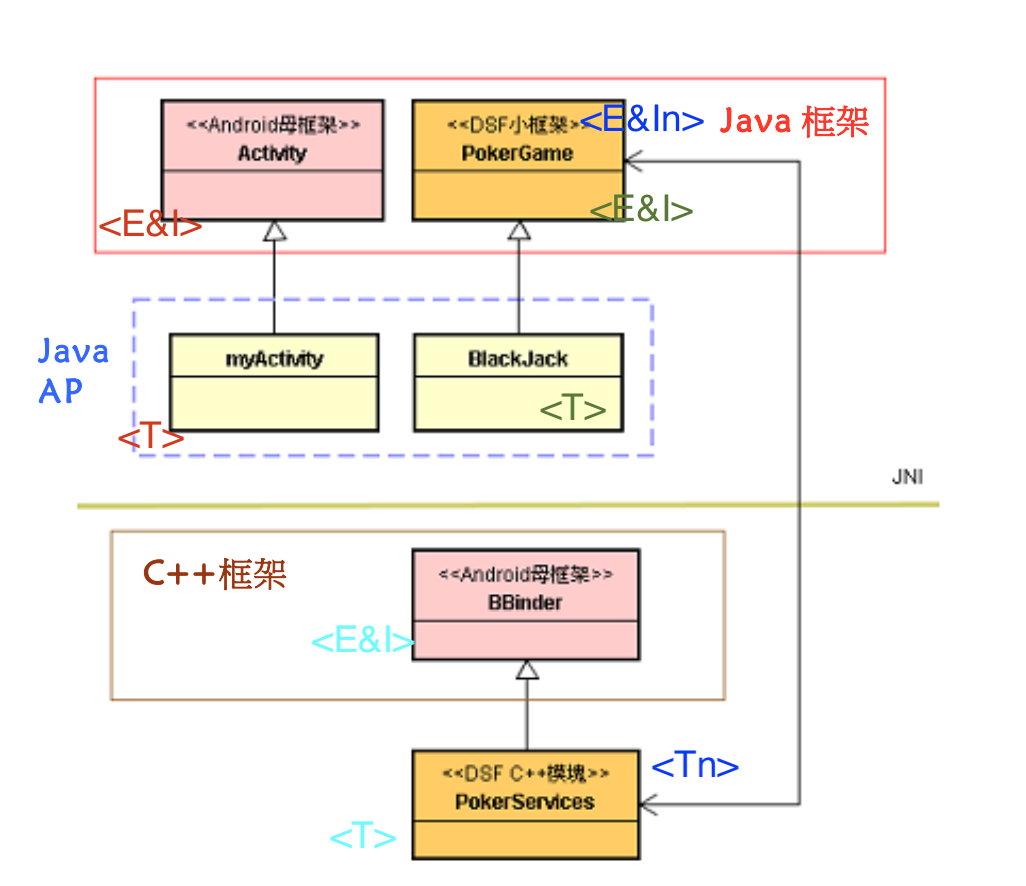 <<Android母框架>>
Activity
<<DSF小框架>>
PokerGame
<E&In>
Java 框架
<E&I>
<E&I>
Java
AP
myActivity
BlackJack
<T>
<T>
JNI
C++框架
<<Android母框架>>
BBinder
<E&I>
<<DSF C++模塊>>
PokerServices
<Tn>
<T>